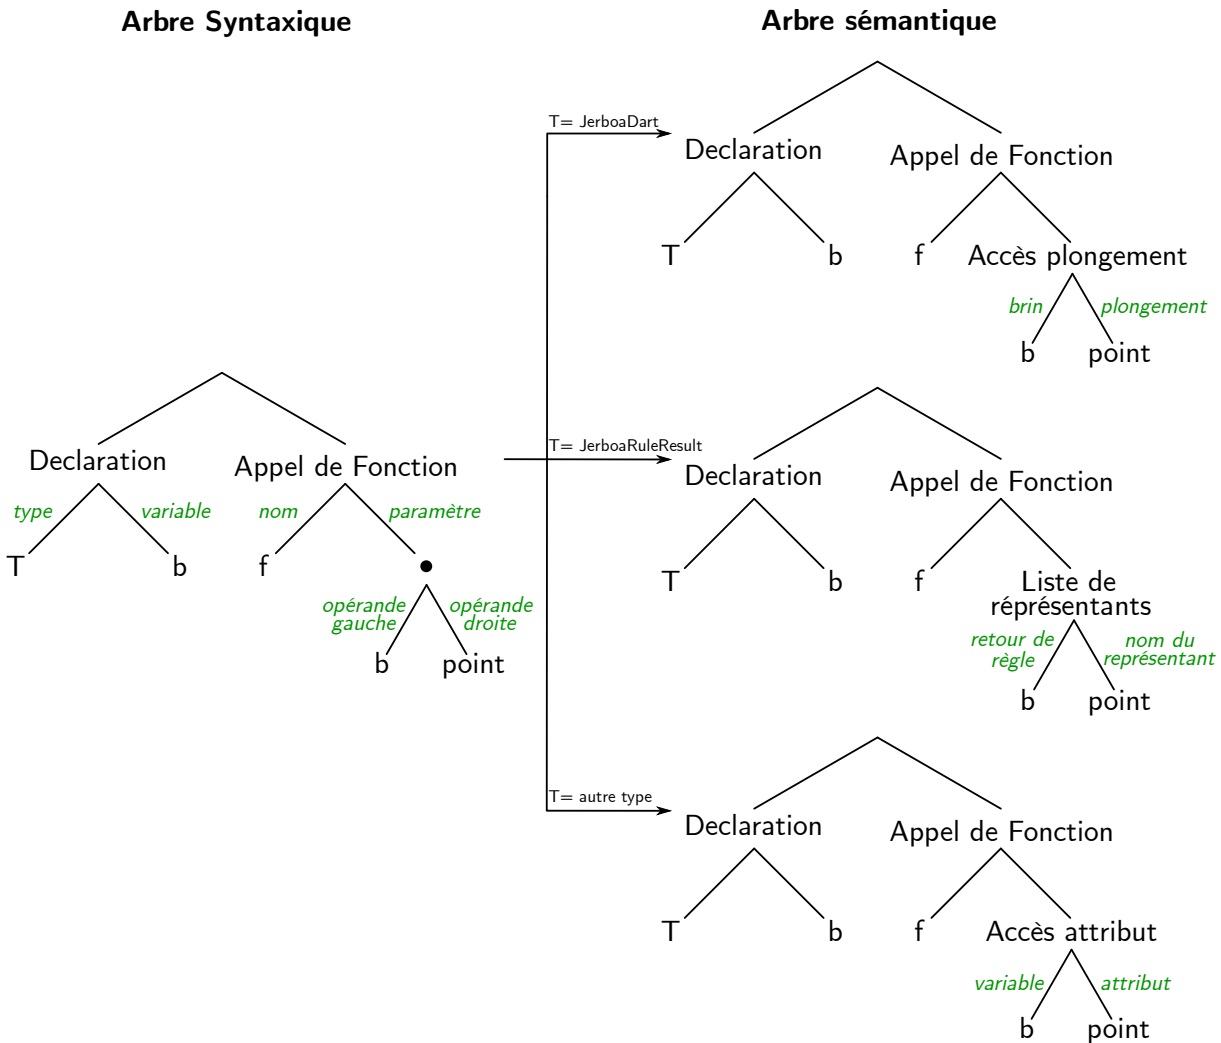 Arbre Syntaxique
Arbre sémantique
T= JerboaDart
Declaration
Appel de Fonction
T
b
f
Accès plongement
brin
plongement
b
point
Declaration
Appel de Fonction
type
variable
nom
paramètre
T
b
f
opérande
gauche
opérande
droite
b
point
T= JerboaRuleResult
Declaration
Appel de Fonction
T
b
f
Liste de
réprésentants
retour de
règle
nom du
représentant
b
point
T= autre type
Declaration
Appel de Fonction
T
b
f
Accès attribut
variable
attribut
b
point